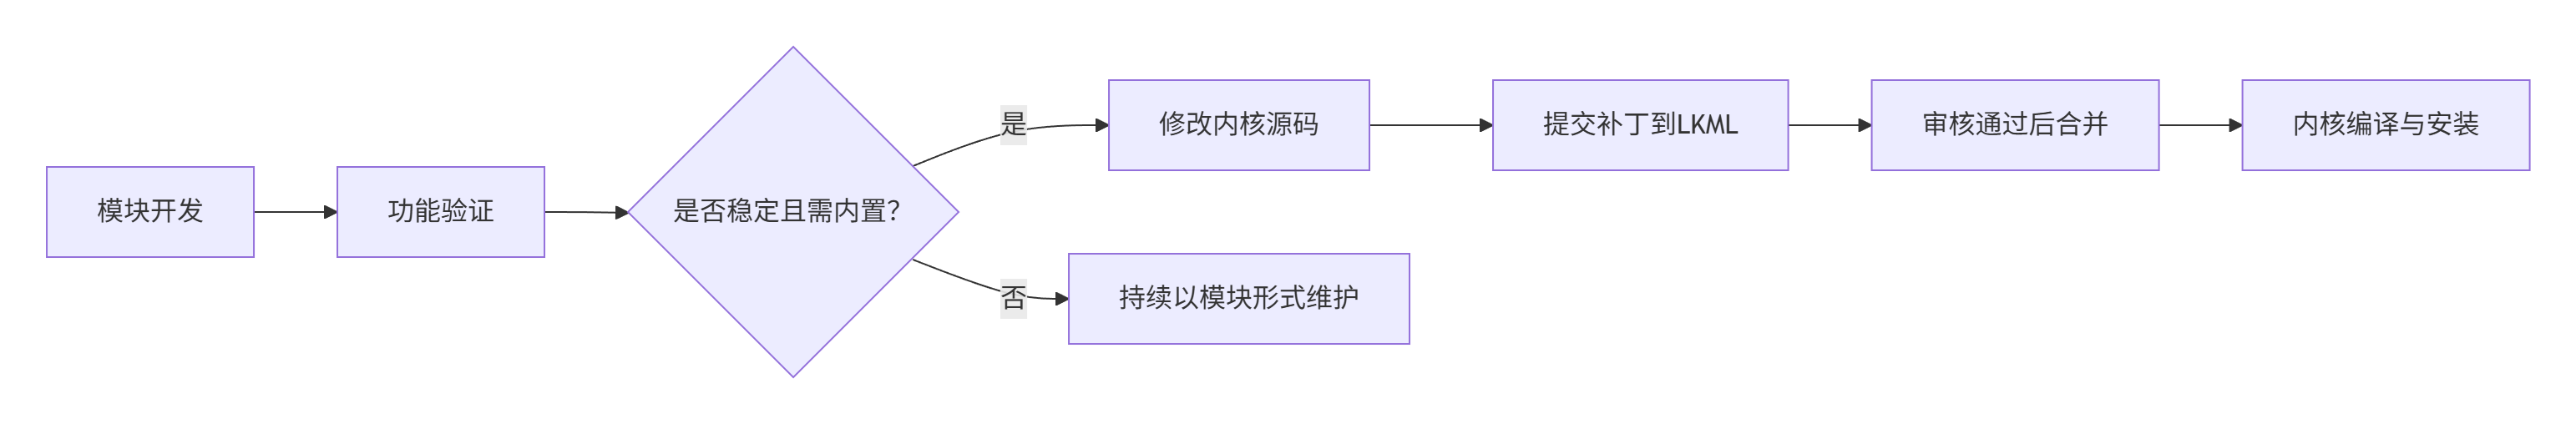 模块开发
功能验证
是否稳定且需内置？
是
修改内核源码
提交补丁到LKML
审核通过后合并
内核编译与安装
否
持续以模块形式维护